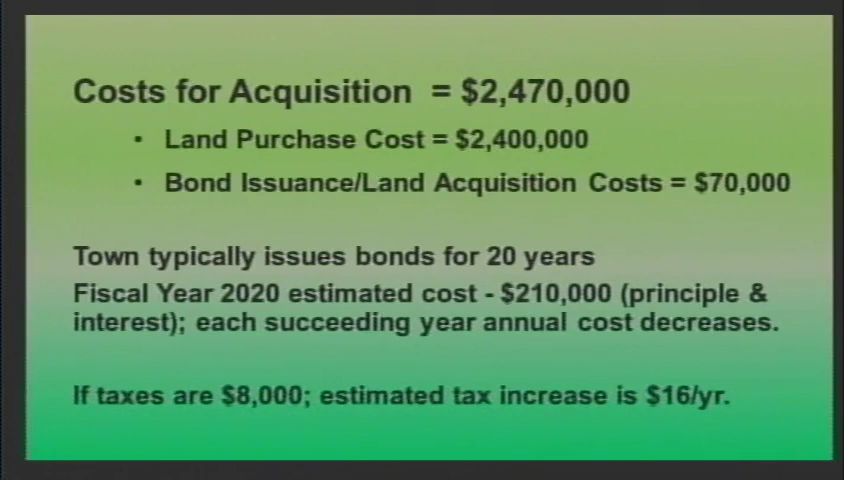 Costs for Acquisition = $2,470,000
• Land Purchase Cost = $2,400,000
• Bond Issuance/Land Acquisition Costs = $70,000
Town typically issues bonds for 20 years
Fiscal Year 2020 estimated cost - $210,000 (principle &
interest); each succeeding year annual cost decreases.
If taxes are $8,000; estimated tax increase is $16/yr.